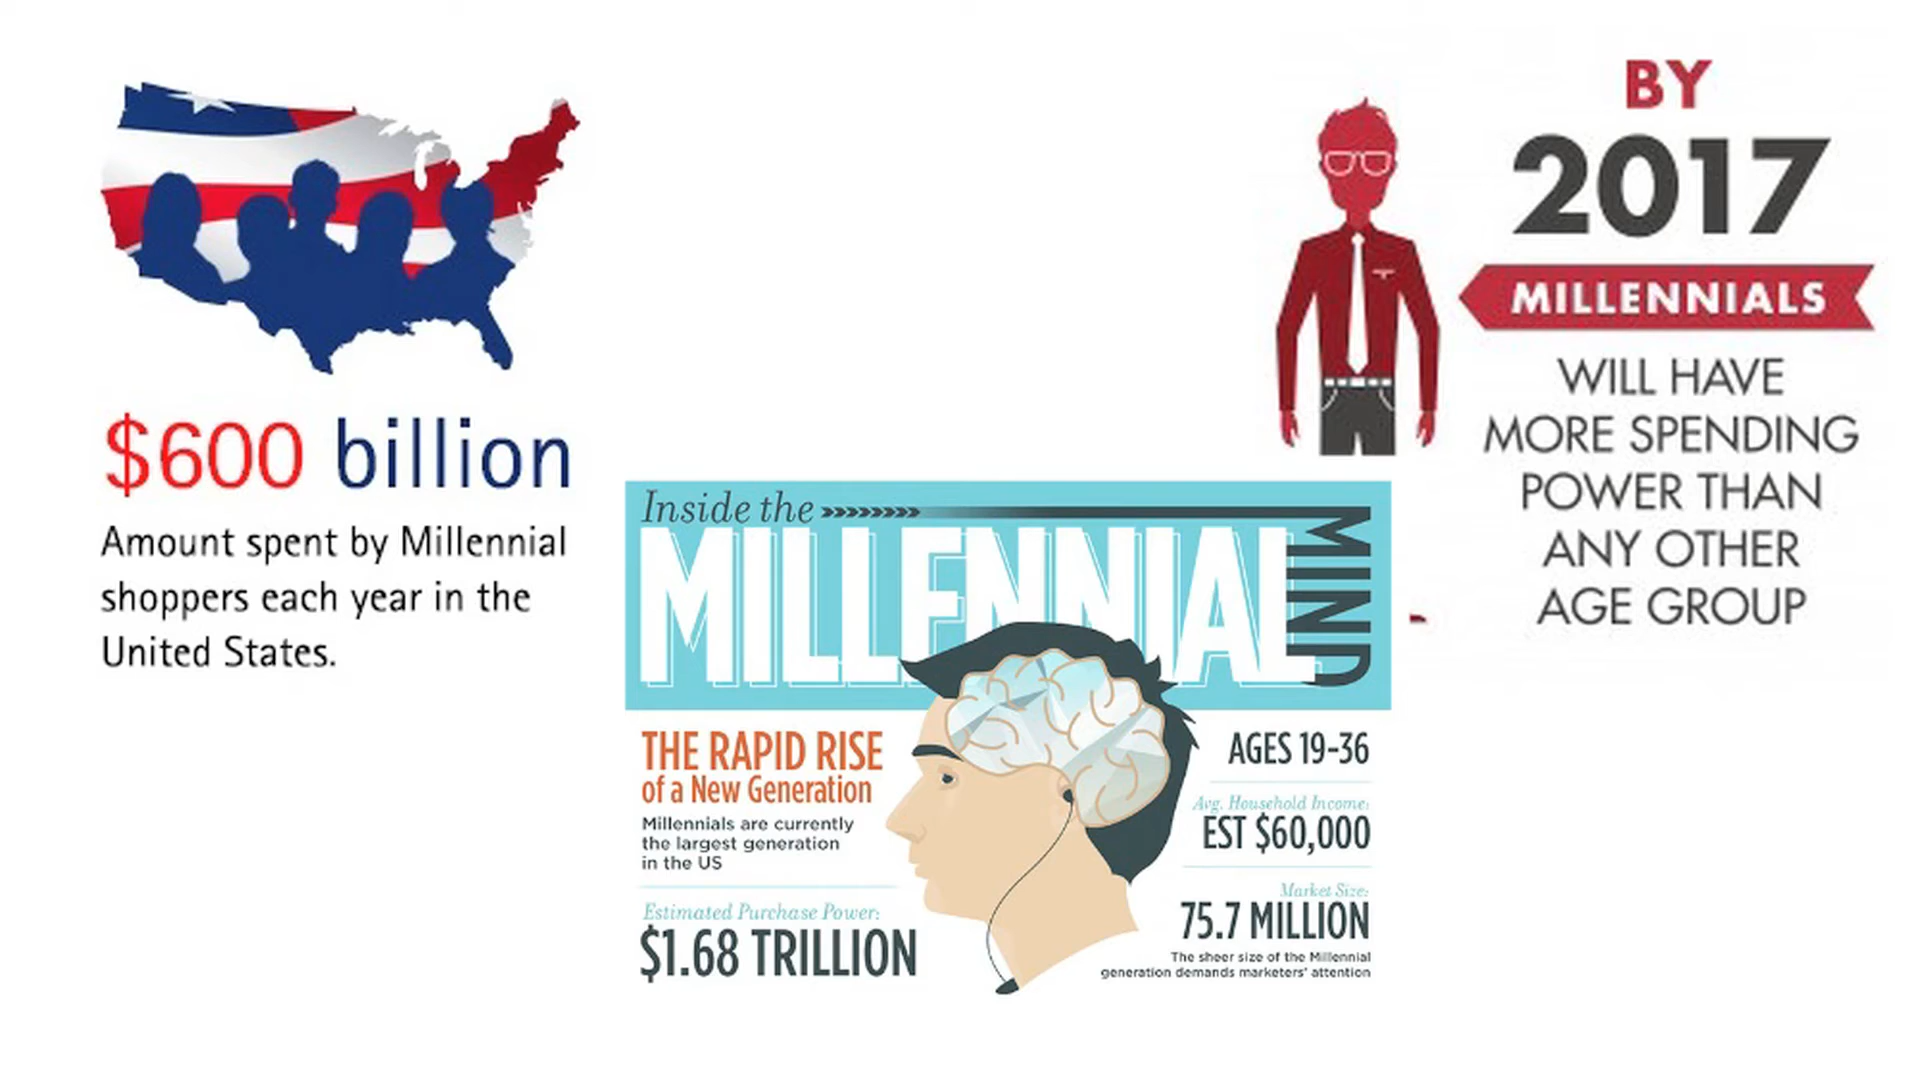 $600 billion
Amount spent by Millennial
shoppers each year in the
United States.
Inside the
MILLENNIAL
MIND
THE RAPID RISE
of a New Generation
Millennials are currently
the largest generation
in the US
Estimated Purchase Power:
$1.68 TRILLION
AGES 19-36
Avg. Household Income:
EST $60,000
Market Size:
75.7 MILLION
The sheer size of the Millennial
generation demands marketers' attention
BY
2017
MILLENNIALS
WILL HAVE
MORE SPENDING
POWER THAN
ANY OTHER
AGE GROUP